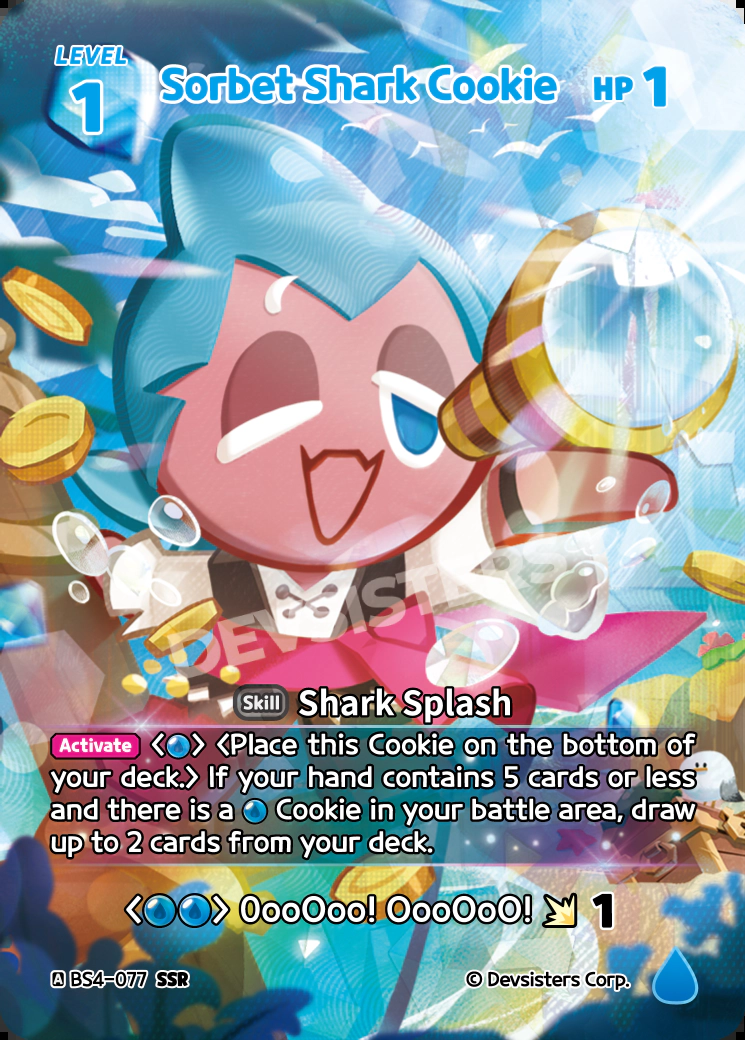 LEVEL
1
Sorbet Shark Cookie
HP 1
DEVSISTERS
Skill Shark Splash
Activate < > <Place this Cookie on the bottom of
your deck.> If your hand contains 5 cards or less
and there is a Cookie in your battle area, draw
up to 2 cards from your deck.
< > OooOoo! OooOoO! 1
A BS4-077 SSR
© Devsisters Corp.